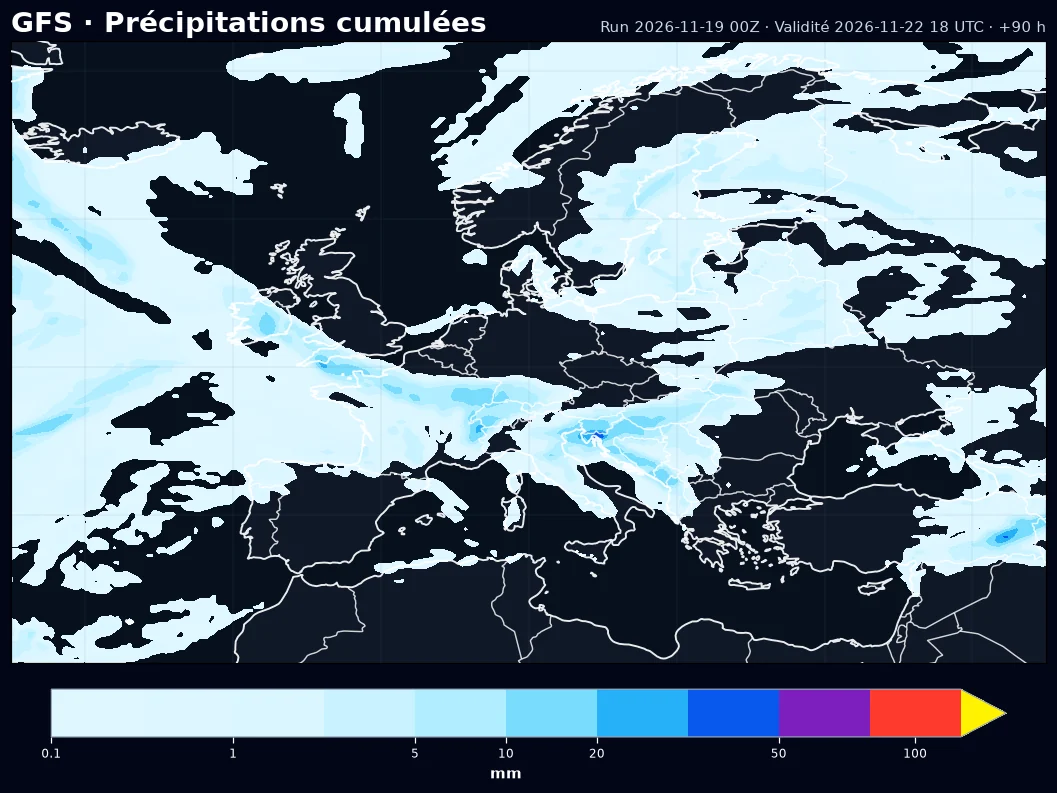 GFS · Précipitations cumulées
Run 2026-11-19 00Z · Validité 2026-11-22 18 UTC · +90 h
0.1 1 5 10 20 50 100
mm